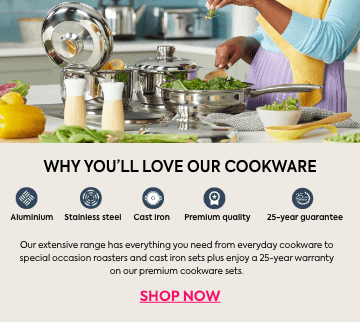 WHY YOU'LL LOVE OUR COOKWARE
Aluminium Stainless steel Cast iron Premium quality 25-year guarantee
Our extensive range has everything you need from everyday cookware to
special occasion roasters and cast iron sets plus enjoy a 25-year warranty
on our premium cookware sets.
SHOP NOW